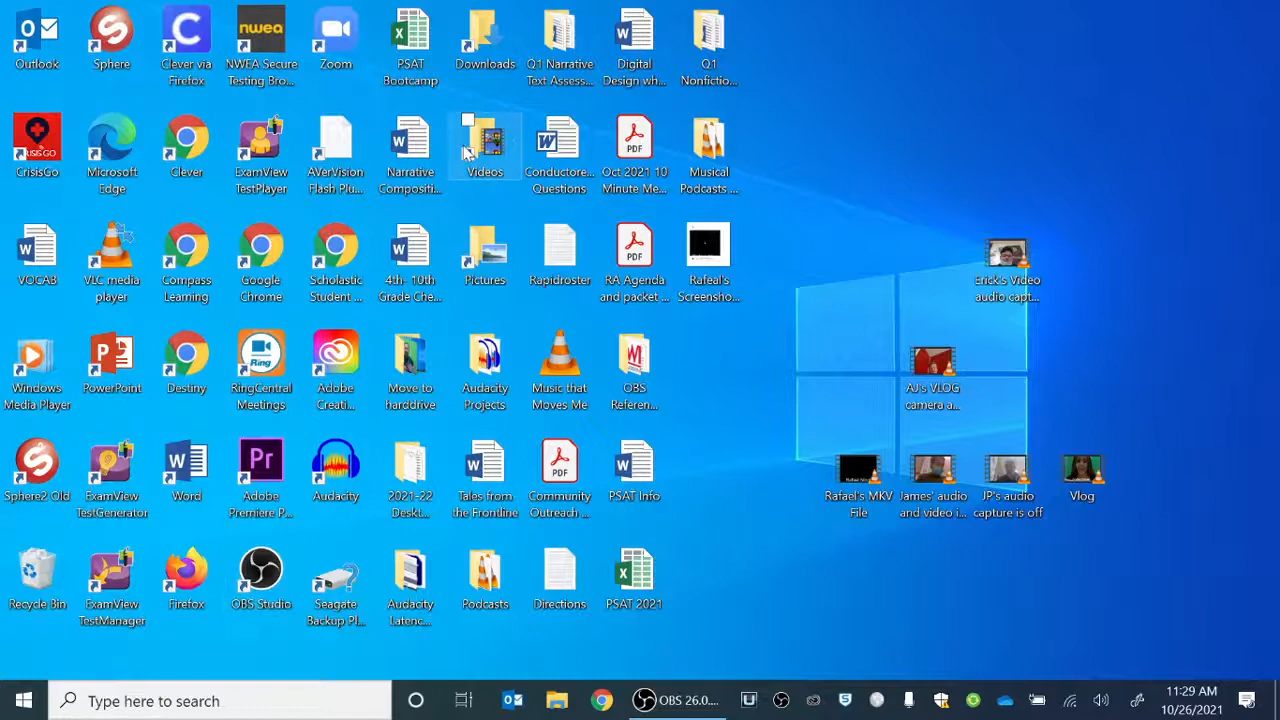 Outlook
Sphere
Clever via
Firefox
nwea
NWEA Secure
Testing Bro...
Zoom
PSAT
Bootcamp
Downloads
Q1 Narrative
Text Assess...
Digital
Design wh...
Q1
Nonfictio...
CRISIS GO
CrisisGo
Microsoft
Edge
Clever
ExamView
TestPlayer
AVerVision
Flash Plu...
Narrative
Compositi...
Videos
Conductore...
Questions
PDF
Oct 2021 10
Minute Me...
Musical
Podcasts ...
VOCAB
VLC media
player
Compass
Learning
Google
Chrome
Scholastic
Student ...
4th- 10th
Grade Che...
Pictures
Rapidroster
PDF
RA Agenda
and packet ...
Rafeal's
Screensho...
Erick's Video
audio capt...
Windows
Media Player
PowerPoint
Destiny
Ring
RingCentral
Meetings
Adobe
Creati...
Move to
harddrive
Audacity
Projects
Music that
Moves Me
OBS
Referen...
AJ's VLOG
camera a...
Sphere2 Old
ExamView
TestGenerator
Word
Pr
Adobe
Premiere P...
Audacity
2021-22
Deskt...
Tales from
the Frontline
PDF
Community
Outreach ...
PSAT Info
Rafael's MKV
File
James' audio
and video i...
JP's audio
capture is off
Vlog
Recycle Bin
ExamView
TestManager
Firefox
OBS Studio
Seagate
Backup Pl...
Audacity
Latenc...
Podcasts
Directions
PSAT 2021
Type here to search
OBS 26.0....
11:29 AM
10/26/2021